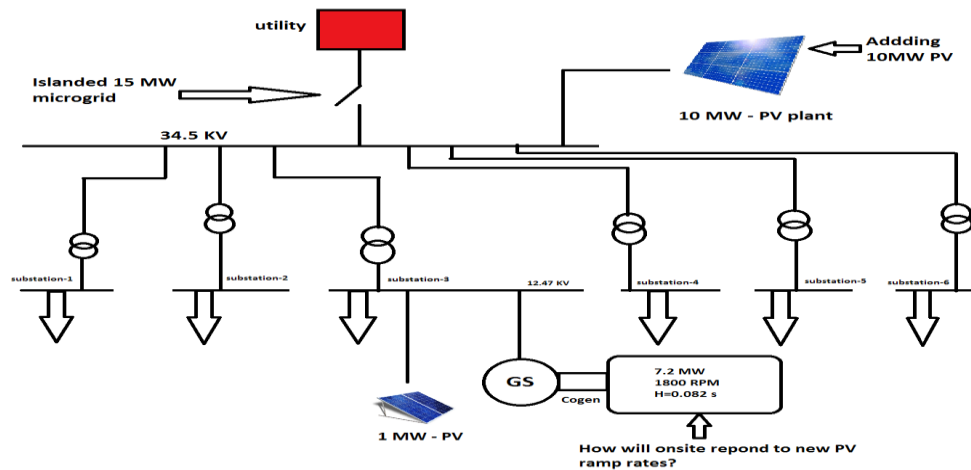 utility
Addding
10MW PV
Islanded 15 MW
microgrid
10 MW - PV plant
34.5 KV
substation-1
substation-2
substation-3
12.47 KV
substation-4
substation-5
substation-6
GS
Cogen
7.2 MW
1800 RPM
H=0.082 s
1 MW - PV
How will onsite repond to new PV
ramp rates?